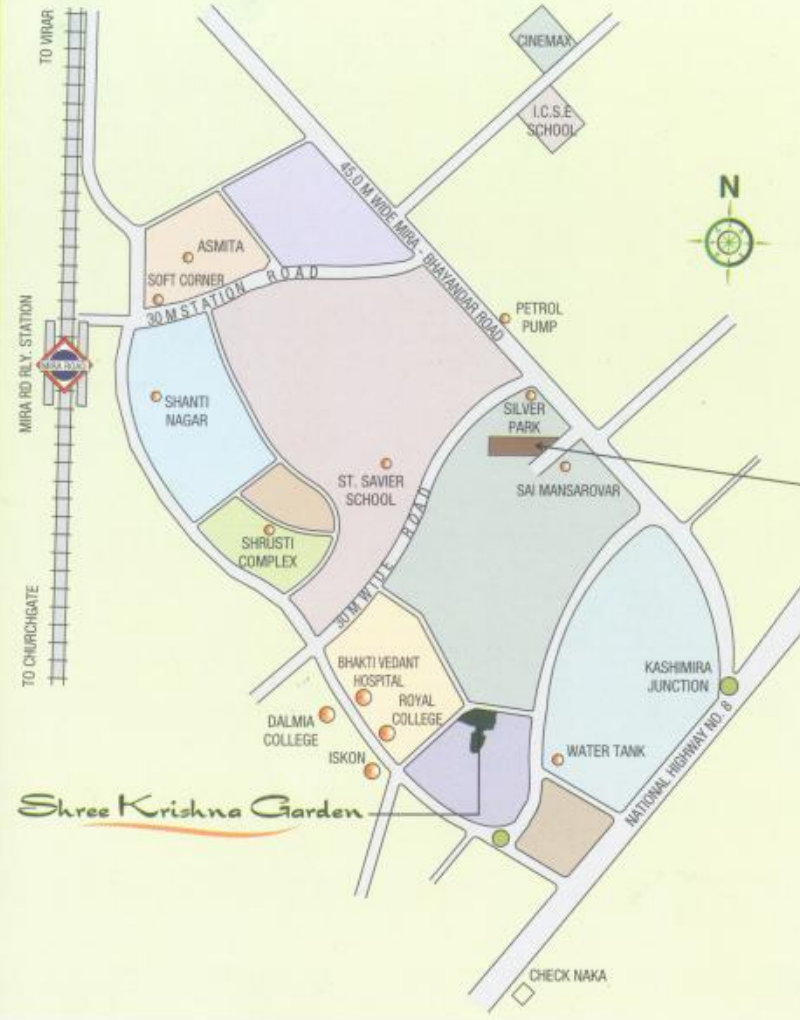 TO VIRAR
CINEMAX
I.C.S.E
SCHOOL
45.0 M WIDE MIRA - BHAYANDAR ROAD
N
ASMITA
SOFT CORNER
30 M STATION ROAD
PETROL
PUMP
MIRA RD RLY. STATION
MIRA ROAD
SHANTI
NAGAR
SILVER
PARK
ST. SAVIER
SCHOOL
SAI MANSAROVAR
SHRUSTI
COMPLEX
30 M WIDE ROAD
TO CHURCHGATE
BHAKTI VEDANT
HOSPITAL
ROYAL
COLLEGE
KASHIMIRA
JUNCTION
DALMIA
COLLEGE
ISKON
WATER TANK
NATIONAL HIGHWAY NO. 8
Shree Krishna Garden
CHECK NAKA